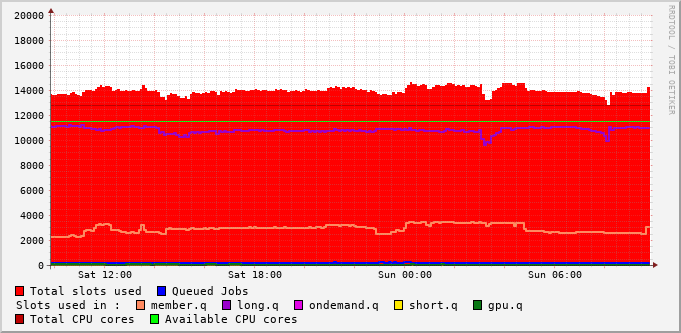 20000
18000
16000
14000
12000
10000
8000
6000
4000
2000
0
Sat 12:00 Sat 18:00 Sun 00:00 Sun 06:00
RRDTOOL / TOBI OETIKER
Total slots used Queued Jobs
Slots used in : member.q long.q ondemand.q short.q gpu.q
Total CPU cores Available CPU cores